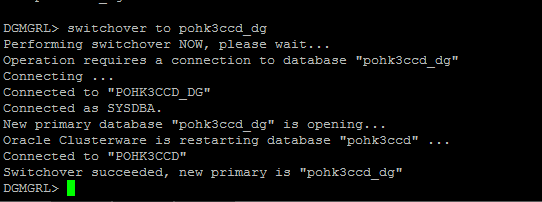 DGMGRL> switchover to pohk3ccd_dg
Performing switchover NOW, please wait...
Operation requires a connection to database "pohk3ccd_dg"
Connecting ...
Connected to "POHK3CCD_DG"
Connected as SYSDBA.
New primary database "pohk3ccd_dg" is opening...
Oracle Clusterware is restarting database "pohk3ccd" ...
Connected to "POHK3CCD"
Switchover succeeded, new primary is "pohk3ccd_dg"
DGMGRL>